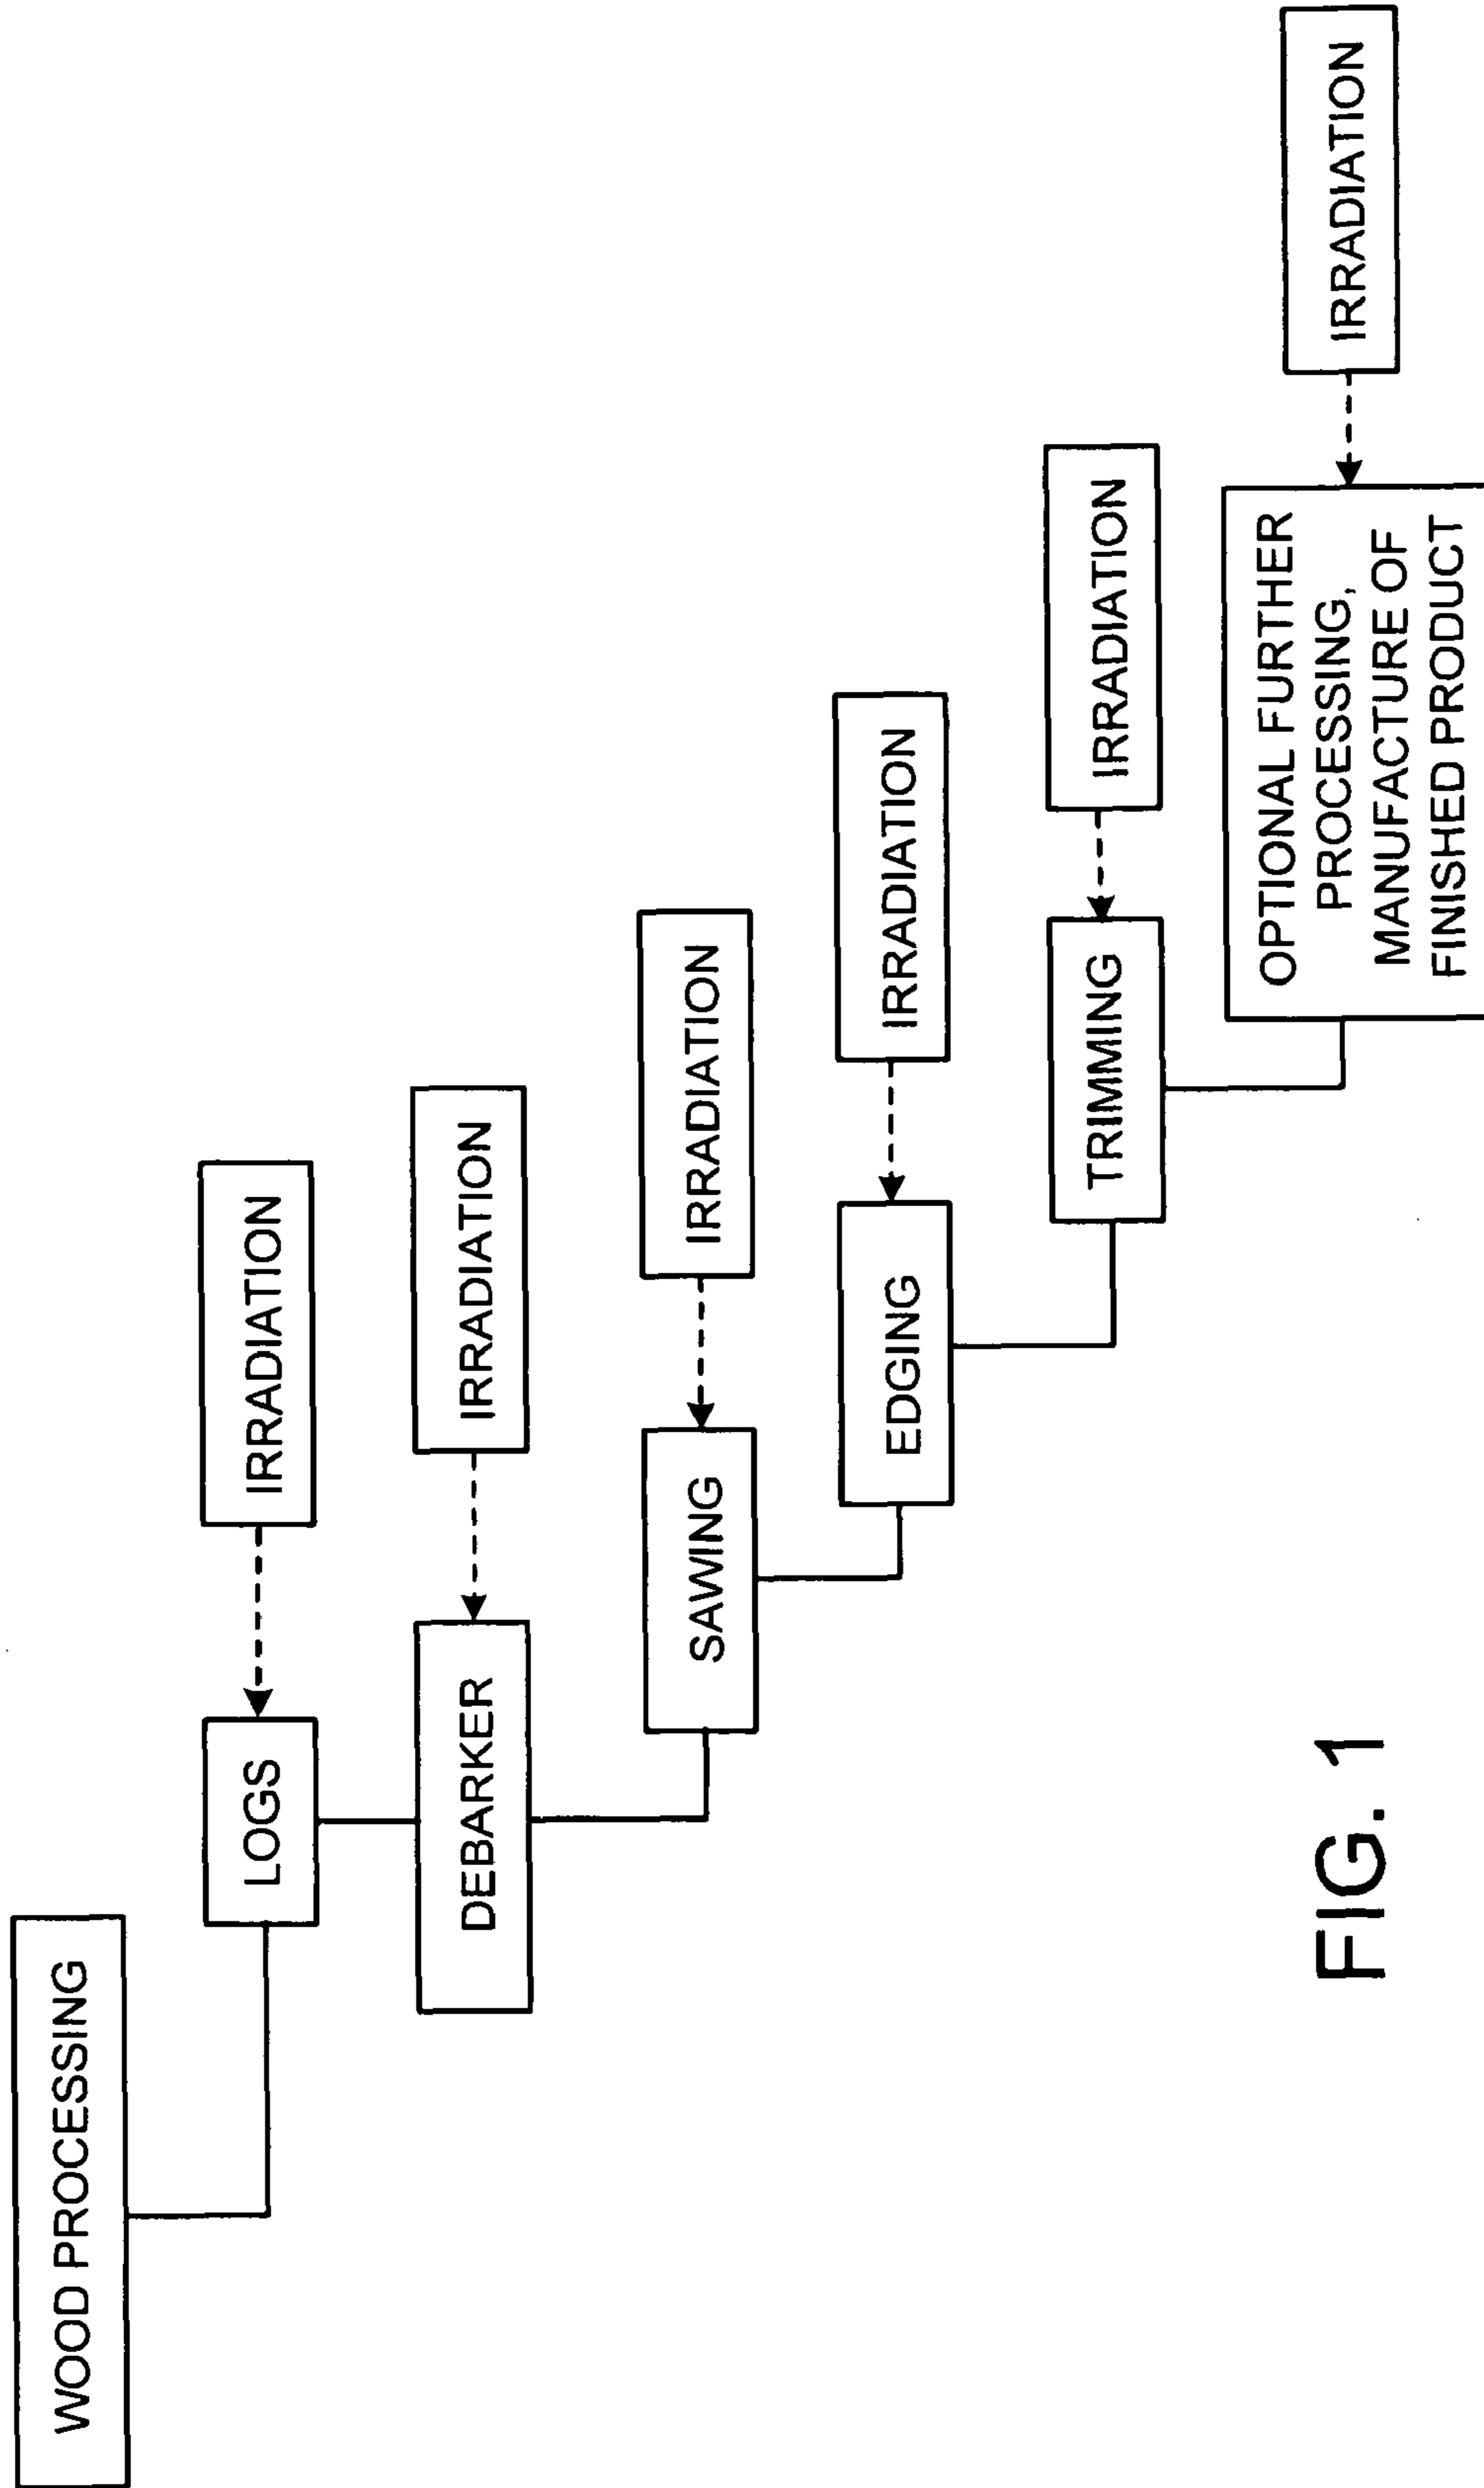 WOOD PROCESSING
LOGS
IRRADIATION
DEBARKER
IRRADIATION
SAWING
IRRADIATION
EDGING
IRRADIATION
TRIMMING
IRRADIATION
OPTIONAL FURTHER
PROCESSING,
MANUFACTURE OF
FINISHED PRODUCT
IRRADIATION
FIG. 1